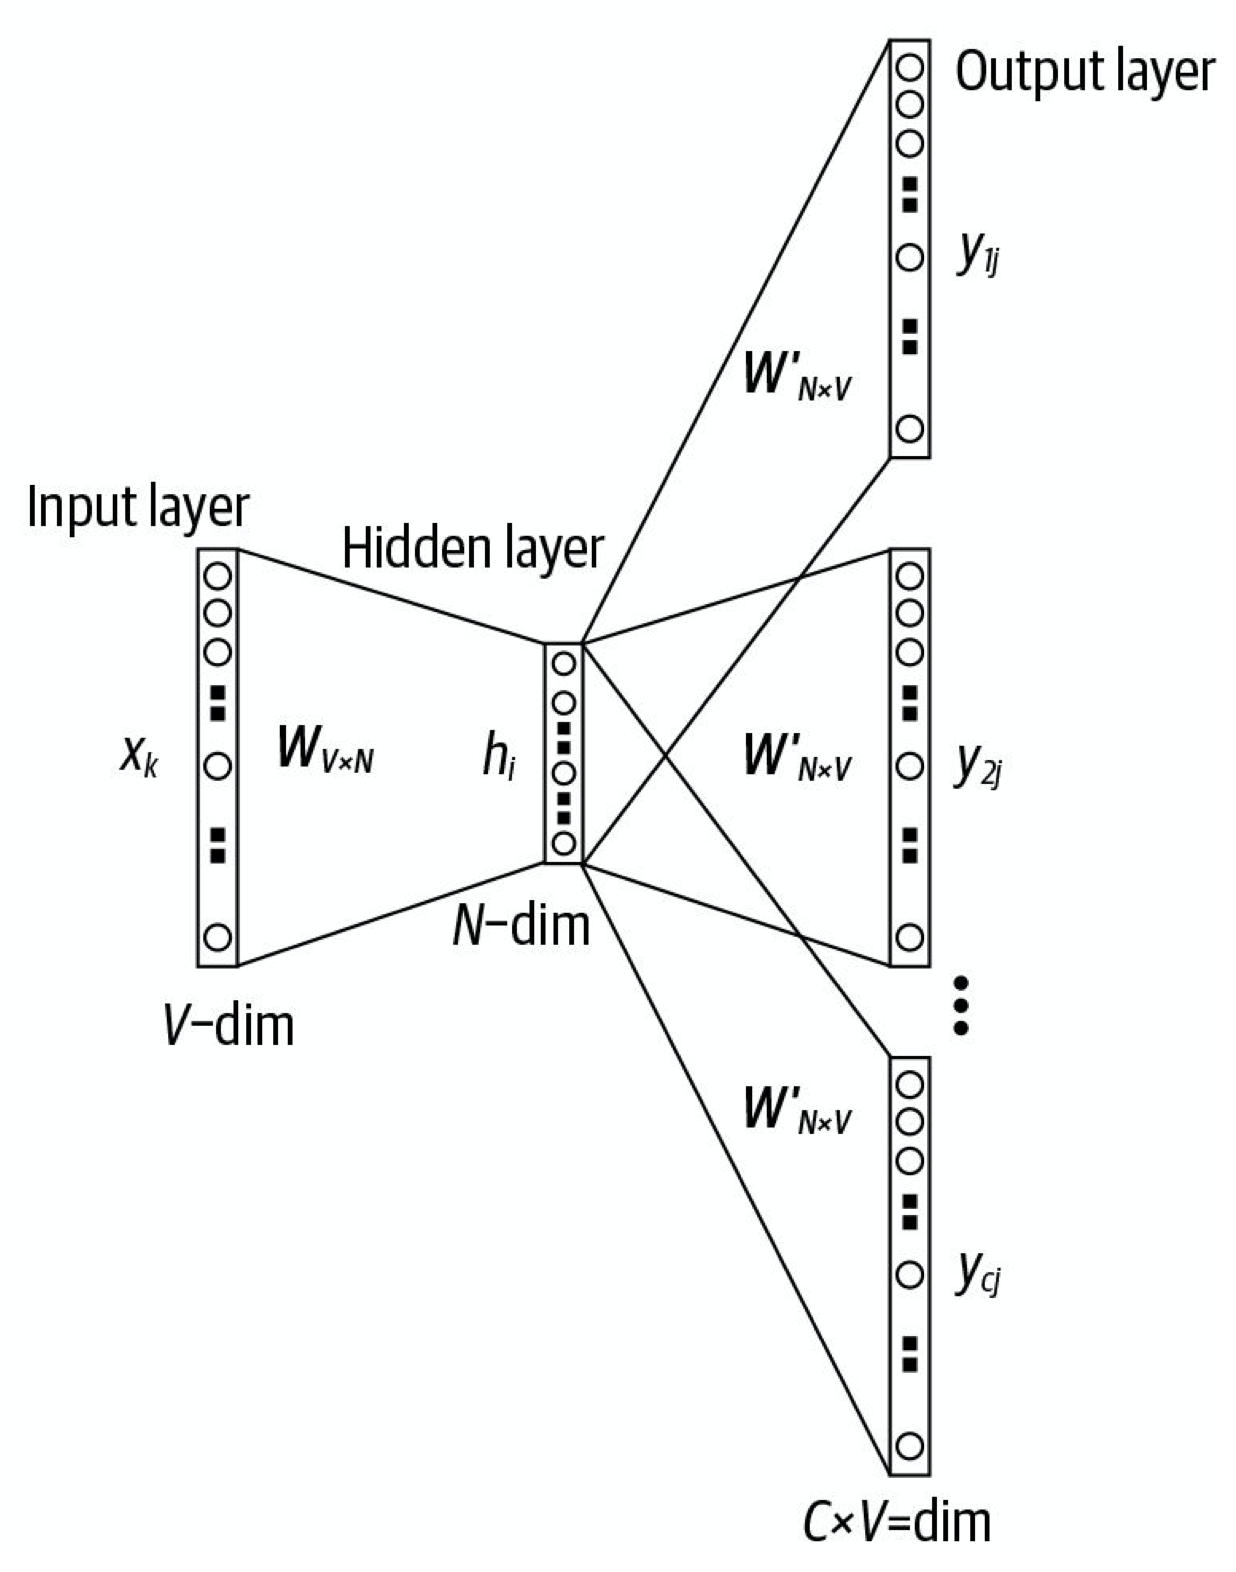 Output layer
y1j
W'N×V
Input layer
Hidden layer
xk
WV×N
hi
W'N×V
y2j
N–dim
V–dim
W'N×V
ycj
C×V=dim